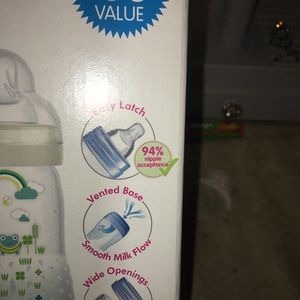 VALUE
Easy Latch
94%
nipple
acceptance
Vented Base
Smooth Milk Flow
Wide Openings